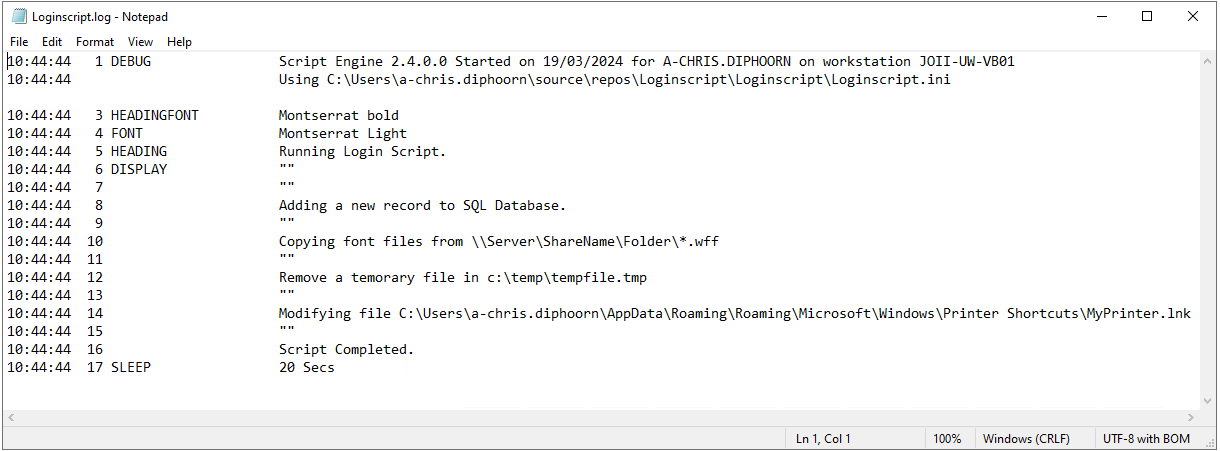 Loginscript.log - Notepad
File Edit Format View Help
10:44:44 1 DEBUG Script Engine 2.4.0.0 Started on 19/03/2024 for A-CHRIS.DIPHOORN on workstation JOII-UW-VB01
10:44:44 Using C:\Users\a-chris.diphoorn\source\repos\Loginscript\Loginscript\Loginscript.ini
10:44:44 3 HEADINGFONT Montserrat bold
10:44:44 4 FONT Montserrat Light
10:44:44 5 HEADING Running Login Script.
10:44:44 6 DISPLAY ""
10:44:44 7 ""
10:44:44 8 Adding a new record to SQL Database.
10:44:44 9 ""
10:44:44 10 Copying font files from \\Server\ShareName\Folder\*.wff
10:44:44 11 ""
10:44:44 12 Remove a temorary file in c:\temp\tempfile.tmp
10:44:44 13 ""
10:44:44 14 Modifying file C:\Users\a-chris.diphoorn\AppData\Roaming\Roaming\Microsoft\Windows\Printer Shortcuts\MyPrinter.lnk
10:44:44 15 ""
10:44:44 16 Script Completed.
10:44:44 17 SLEEP 20 Secs
Ln 1, Col 1 100% Windows (CRLF) UTF-8 with BOM